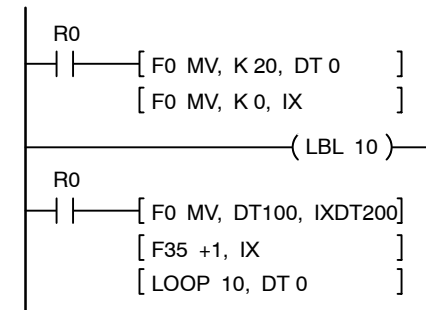 R0
[ F0 MV, K 20, DT 0 ]
[ F0 MV, K 0, IX ]
( LBL 10 )
R0
[ F0 MV, DT100, IXDT200]
[ F35 +1, IX ]
[ LOOP 10, DT 0 ]